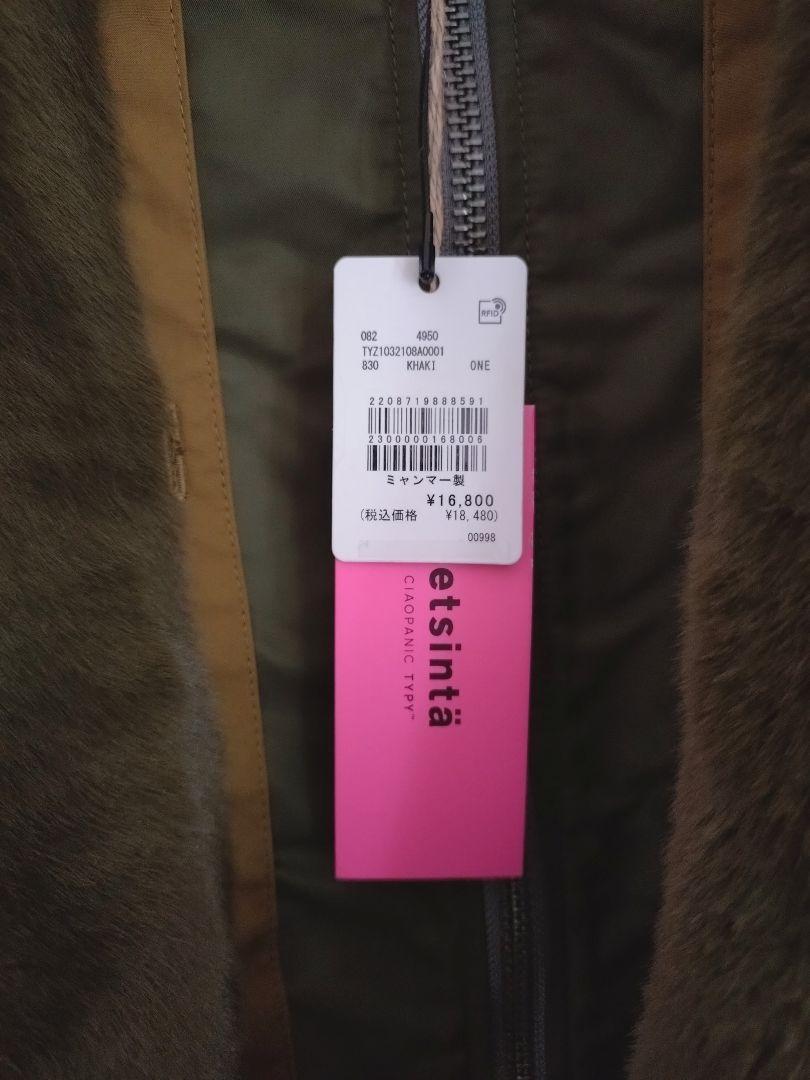 RFID
082 4950
TYZ1032108A0001
830 KHAKI ONE
2208719888591
2300000168006
ミャンマー製
¥16,800
(税込価格 ¥18,480)
00998
etsintä
CIAOPANIC TYPY™